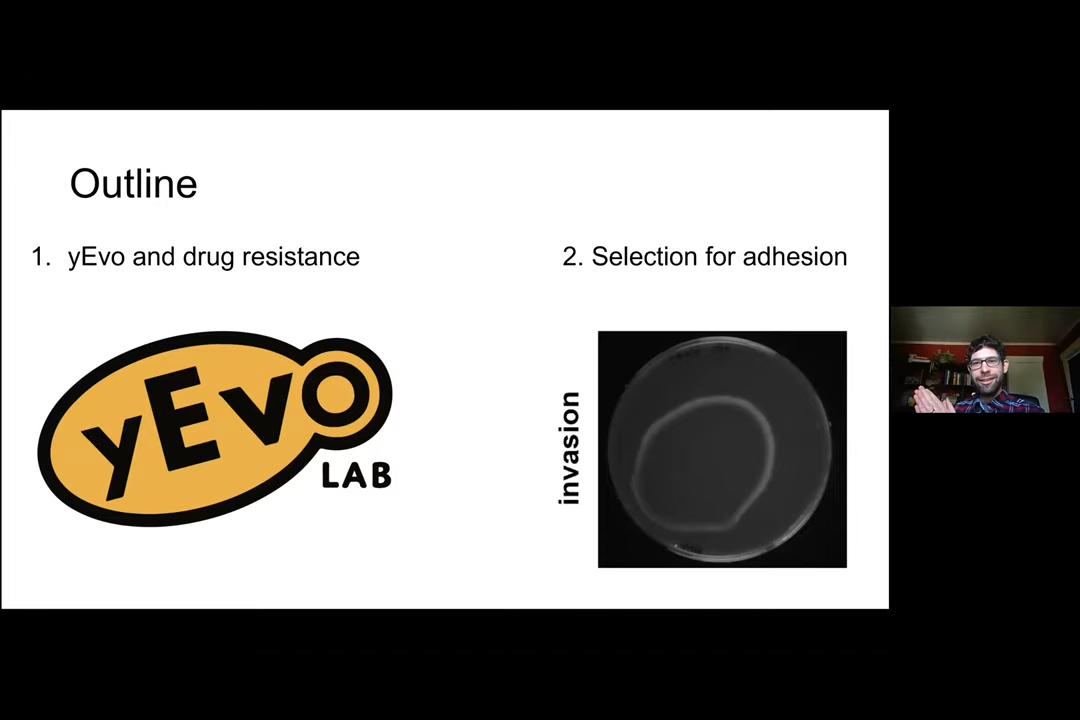 Outline
1. yEvo and drug resistance
2. Selection for adhesion
yEvo
LAB
invasion